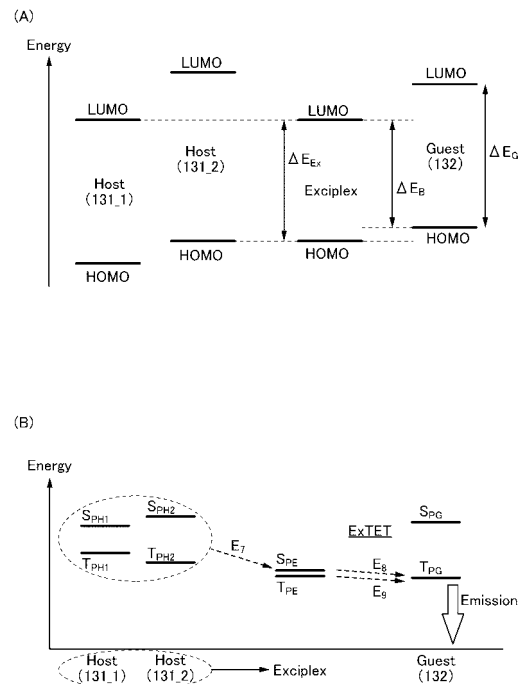 (A)
Energy
LUMO
LUMO
LUMO
LUMO
Host
(131_1)
Host
(131_2)
ΔE_Ex
Exciplex
ΔE_B
Guest
(132)
ΔE_G
HOMO
HOMO
HOMO
HOMO
(B)
Energy
S_PH1
S_PH2
T_PH1
T_PH2
E_7
S_PE
T_PE
ExTET
E_8
E_9
S_PG
T_PG
Emission
Host
(131_1)
Host
(131_2)
Exciplex
Guest
(132)